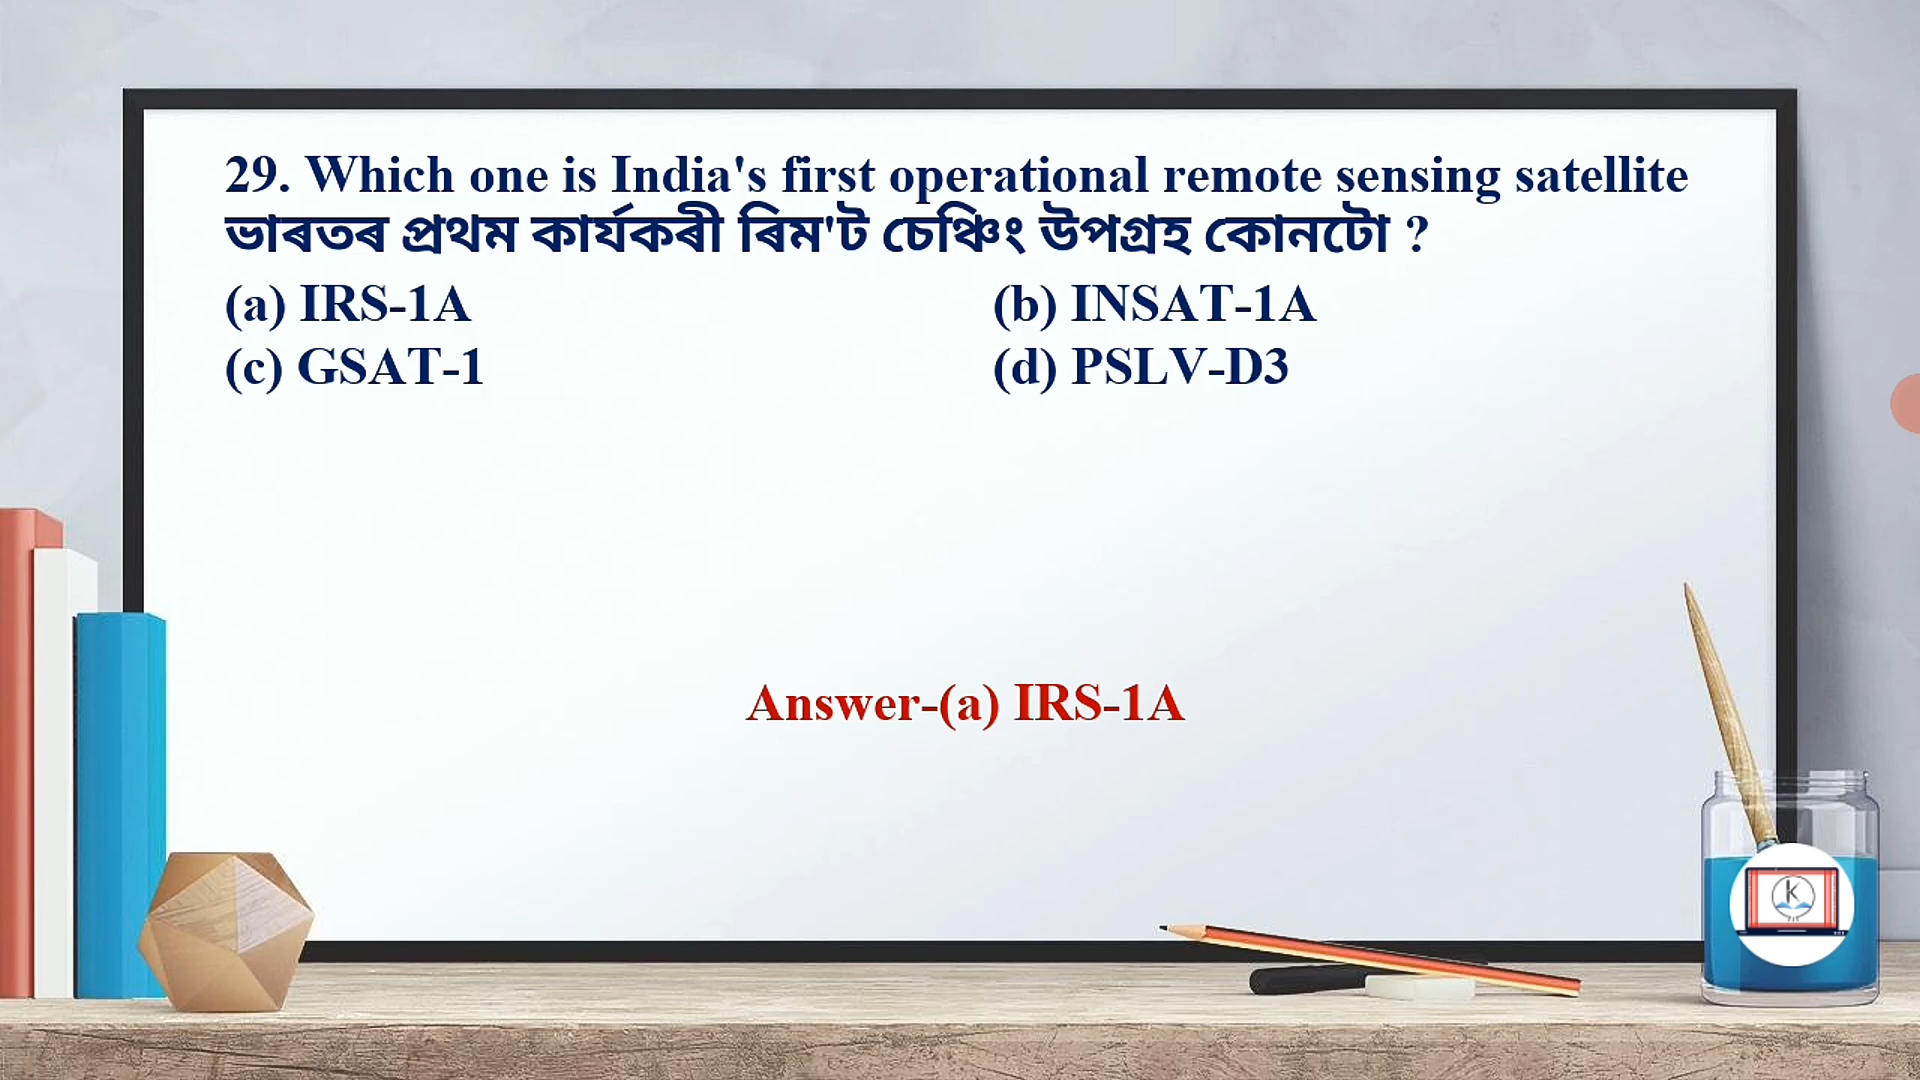 29. Which one is India's first operational remote sensing satellite
ভাৰতৰ প্ৰথম কাৰ্যকৰী ৰিম'ট চেঞ্চিং উপগ্ৰহ কোনটো ?
(a) IRS-1A (b) INSAT-1A
(c) GSAT-1 (d) PSLV-D3
Answer-(a) IRS-1A
K